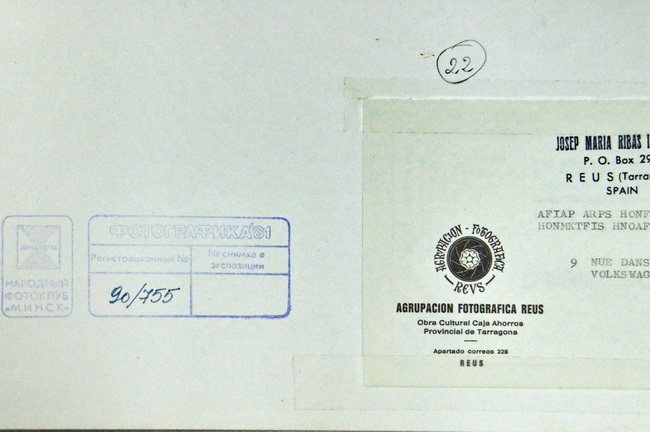 22
JOSEP MARIA RIBAS
P. O. Box 29
REUS (Tarra
SPAIN
AFIAP ARPS HONF
HONMKTFIS HNOAF
9 NUE DANS
VOLKSWAG
AGRUPACION - FOTOGRAFICA
REUS
AGRUPACION FOTOGRAFICA REUS
Obra Cultural Caja Ahorros
Provincial de Tarragona
Apartado correos 228
REUS
НАРОДНЫЙ
ФОТОКЛУБ
«МИНСК»
ФОТОГРАФИКА'81
Регистрационный №
№ снимка в
экспозиции
90/755